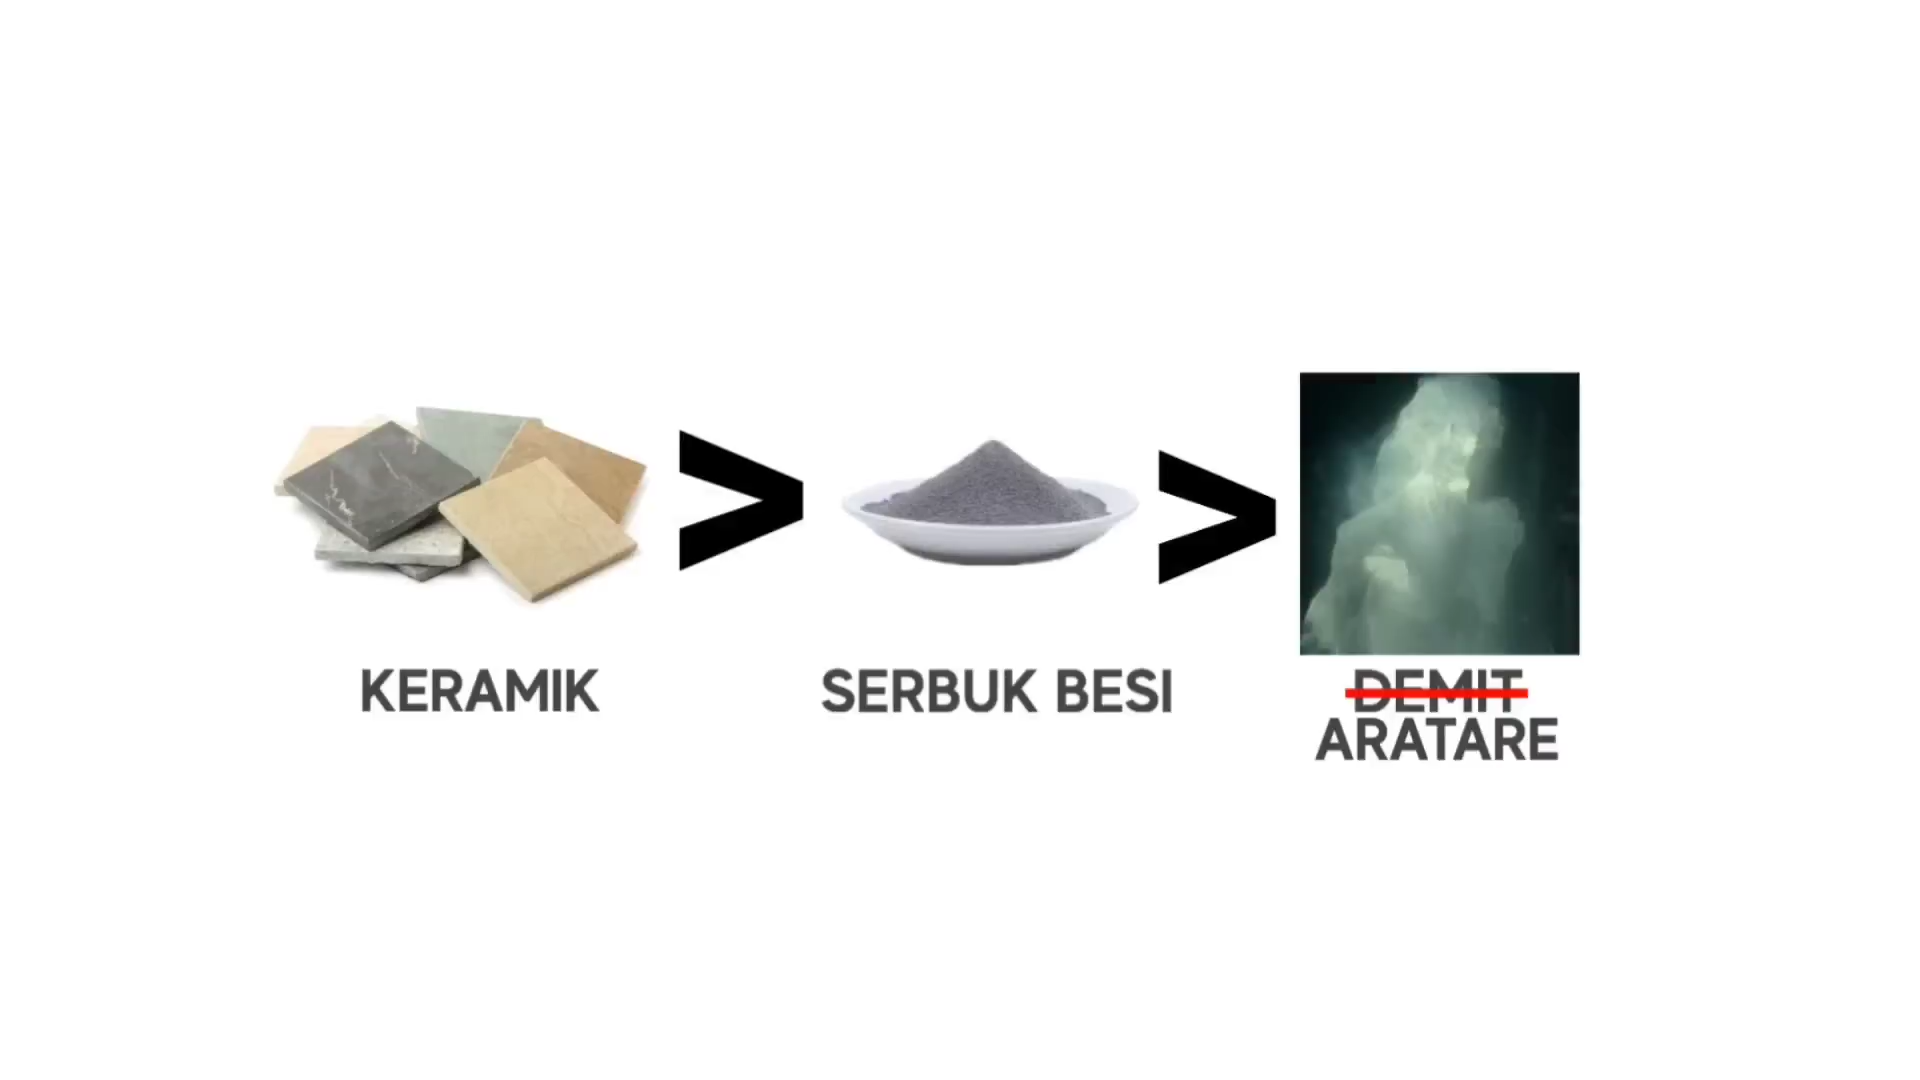 KERAMIK
>
SERBUK BESI
>
DEMIT
ARATARE